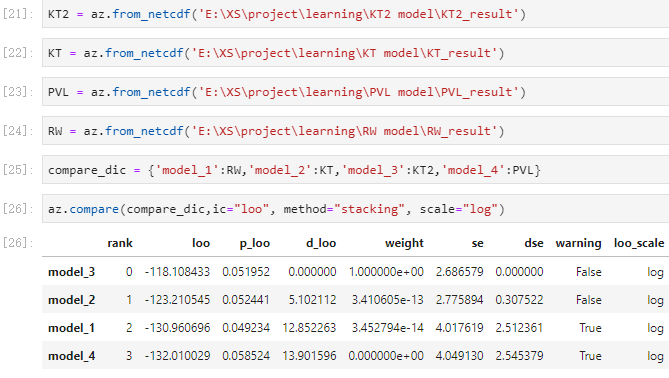 [21]: KT2 = az.from_netcdf('E:\XS\project\learning\KT2 model\KT2_result')
[22]: KT = az.from_netcdf('E:\XS\project\learning\KT model\KT_result')
[23]: PVL = az.from_netcdf('E:\XS\project\learning\PVL model\PVL_result')
[24]: RW = az.from_netcdf('E:\XS\project\learning\RW model\RW_result')
[25]: compare_dic = {'model_1':RW,'model_2':KT,'model_3':KT2,'model_4':PVL}
[26]: az.compare(compare_dic,ic="loo", method="stacking", scale="log")
[26]: rank loo p_loo d_loo weight se dse warning loo_scale
model_3 0 -118.108433 0.051952 0.000000 1.000000e+00 2.686579 0.000000 False log
model_2 1 -123.210545 0.052441 5.102112 3.410605e-13 2.775894 0.307522 False log
model_1 2 -130.960696 0.049234 12.852263 3.452794e-14 4.017619 2.512361 True log
model_4 3 -132.010029 0.058524 13.901596 0.000000e+00 4.049130 2.545379 True log